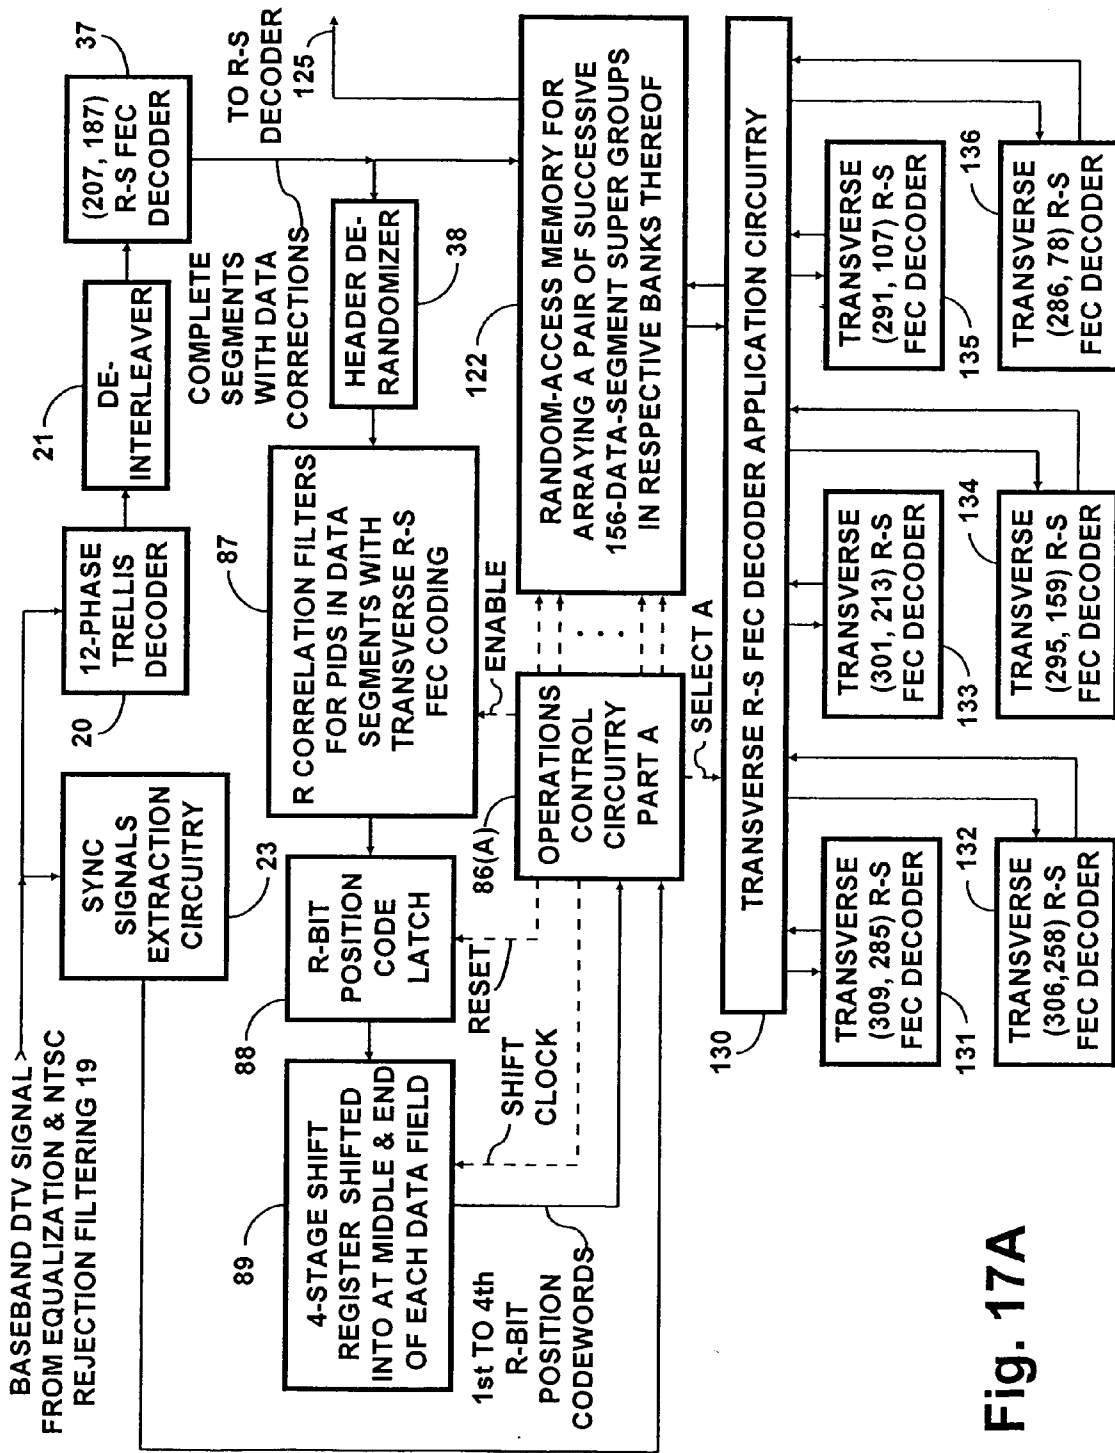 BASEBAND DTV SIGNAL
FROM EQUALIZATION & NTSC
REJECTION FILTERING 19
SYNC
SIGNALS
EXTRACTION
CIRCUITRY
23
12-PHASE
TRELLIS
DECODER
20
DE-
INTERLEAVER
21
(207, 187)
R-S FEC
DECODER
37
COMPLETE
SEGMENTS
WITH DATA
CORRECTIONS
TO R-S
DECODER
125
HEADER DE-
RANDOMIZER
38
R CORRELATION FILTERS
FOR PIDS IN DATA
SEGMENTS WITH
TRANSVERSE R-S
FEC CODING
87
R-BIT
POSITION
CODE
LATCH
88
4-STAGE SHIFT
REGISTER SHIFTED
INTO AT MIDDLE & END
OF EACH DATA FIELD
89
1st TO 4th
R-BIT
POSITION
CODEWORDS
SHIFT
CLOCK
RESET
ENABLE
OPERATIONS
CONTROL
CIRCUITRY
PART A
86(A)
SELECT A
RANDOM-ACCESS MEMORY FOR
ARRAYING A PAIR OF SUCCESSIVE
156-DATA-SEGMENT SUPER GROUPS
IN RESPECTIVE BANKS THEREOF
122
TRANSVERSE R-S FEC DECODER APPLICATION CIRCUITRY
130
TRANSVERSE
(309, 285) R-S
FEC DECODER
131
TRANSVERSE
(306,258) R-S
FEC DECODER
132
TRANSVERSE
(301, 213) R-S
FEC DECODER
133
TRANSVERSE
(295, 159) R-S
FEC DECODER
134
TRANSVERSE
(291, 107) R-S
FEC DECODER
135
TRANSVERSE
(286, 78) R-S
FEC DECODER
136
Fig. 17A